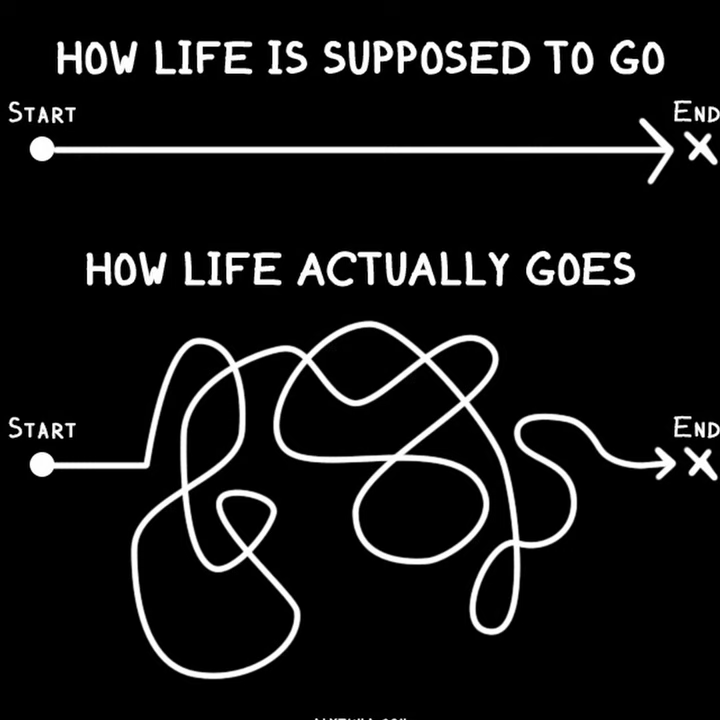 HOW LIFE IS SUPPOSED TO GO
START
END
HOW LIFE ACTUALLY GOES
START
END